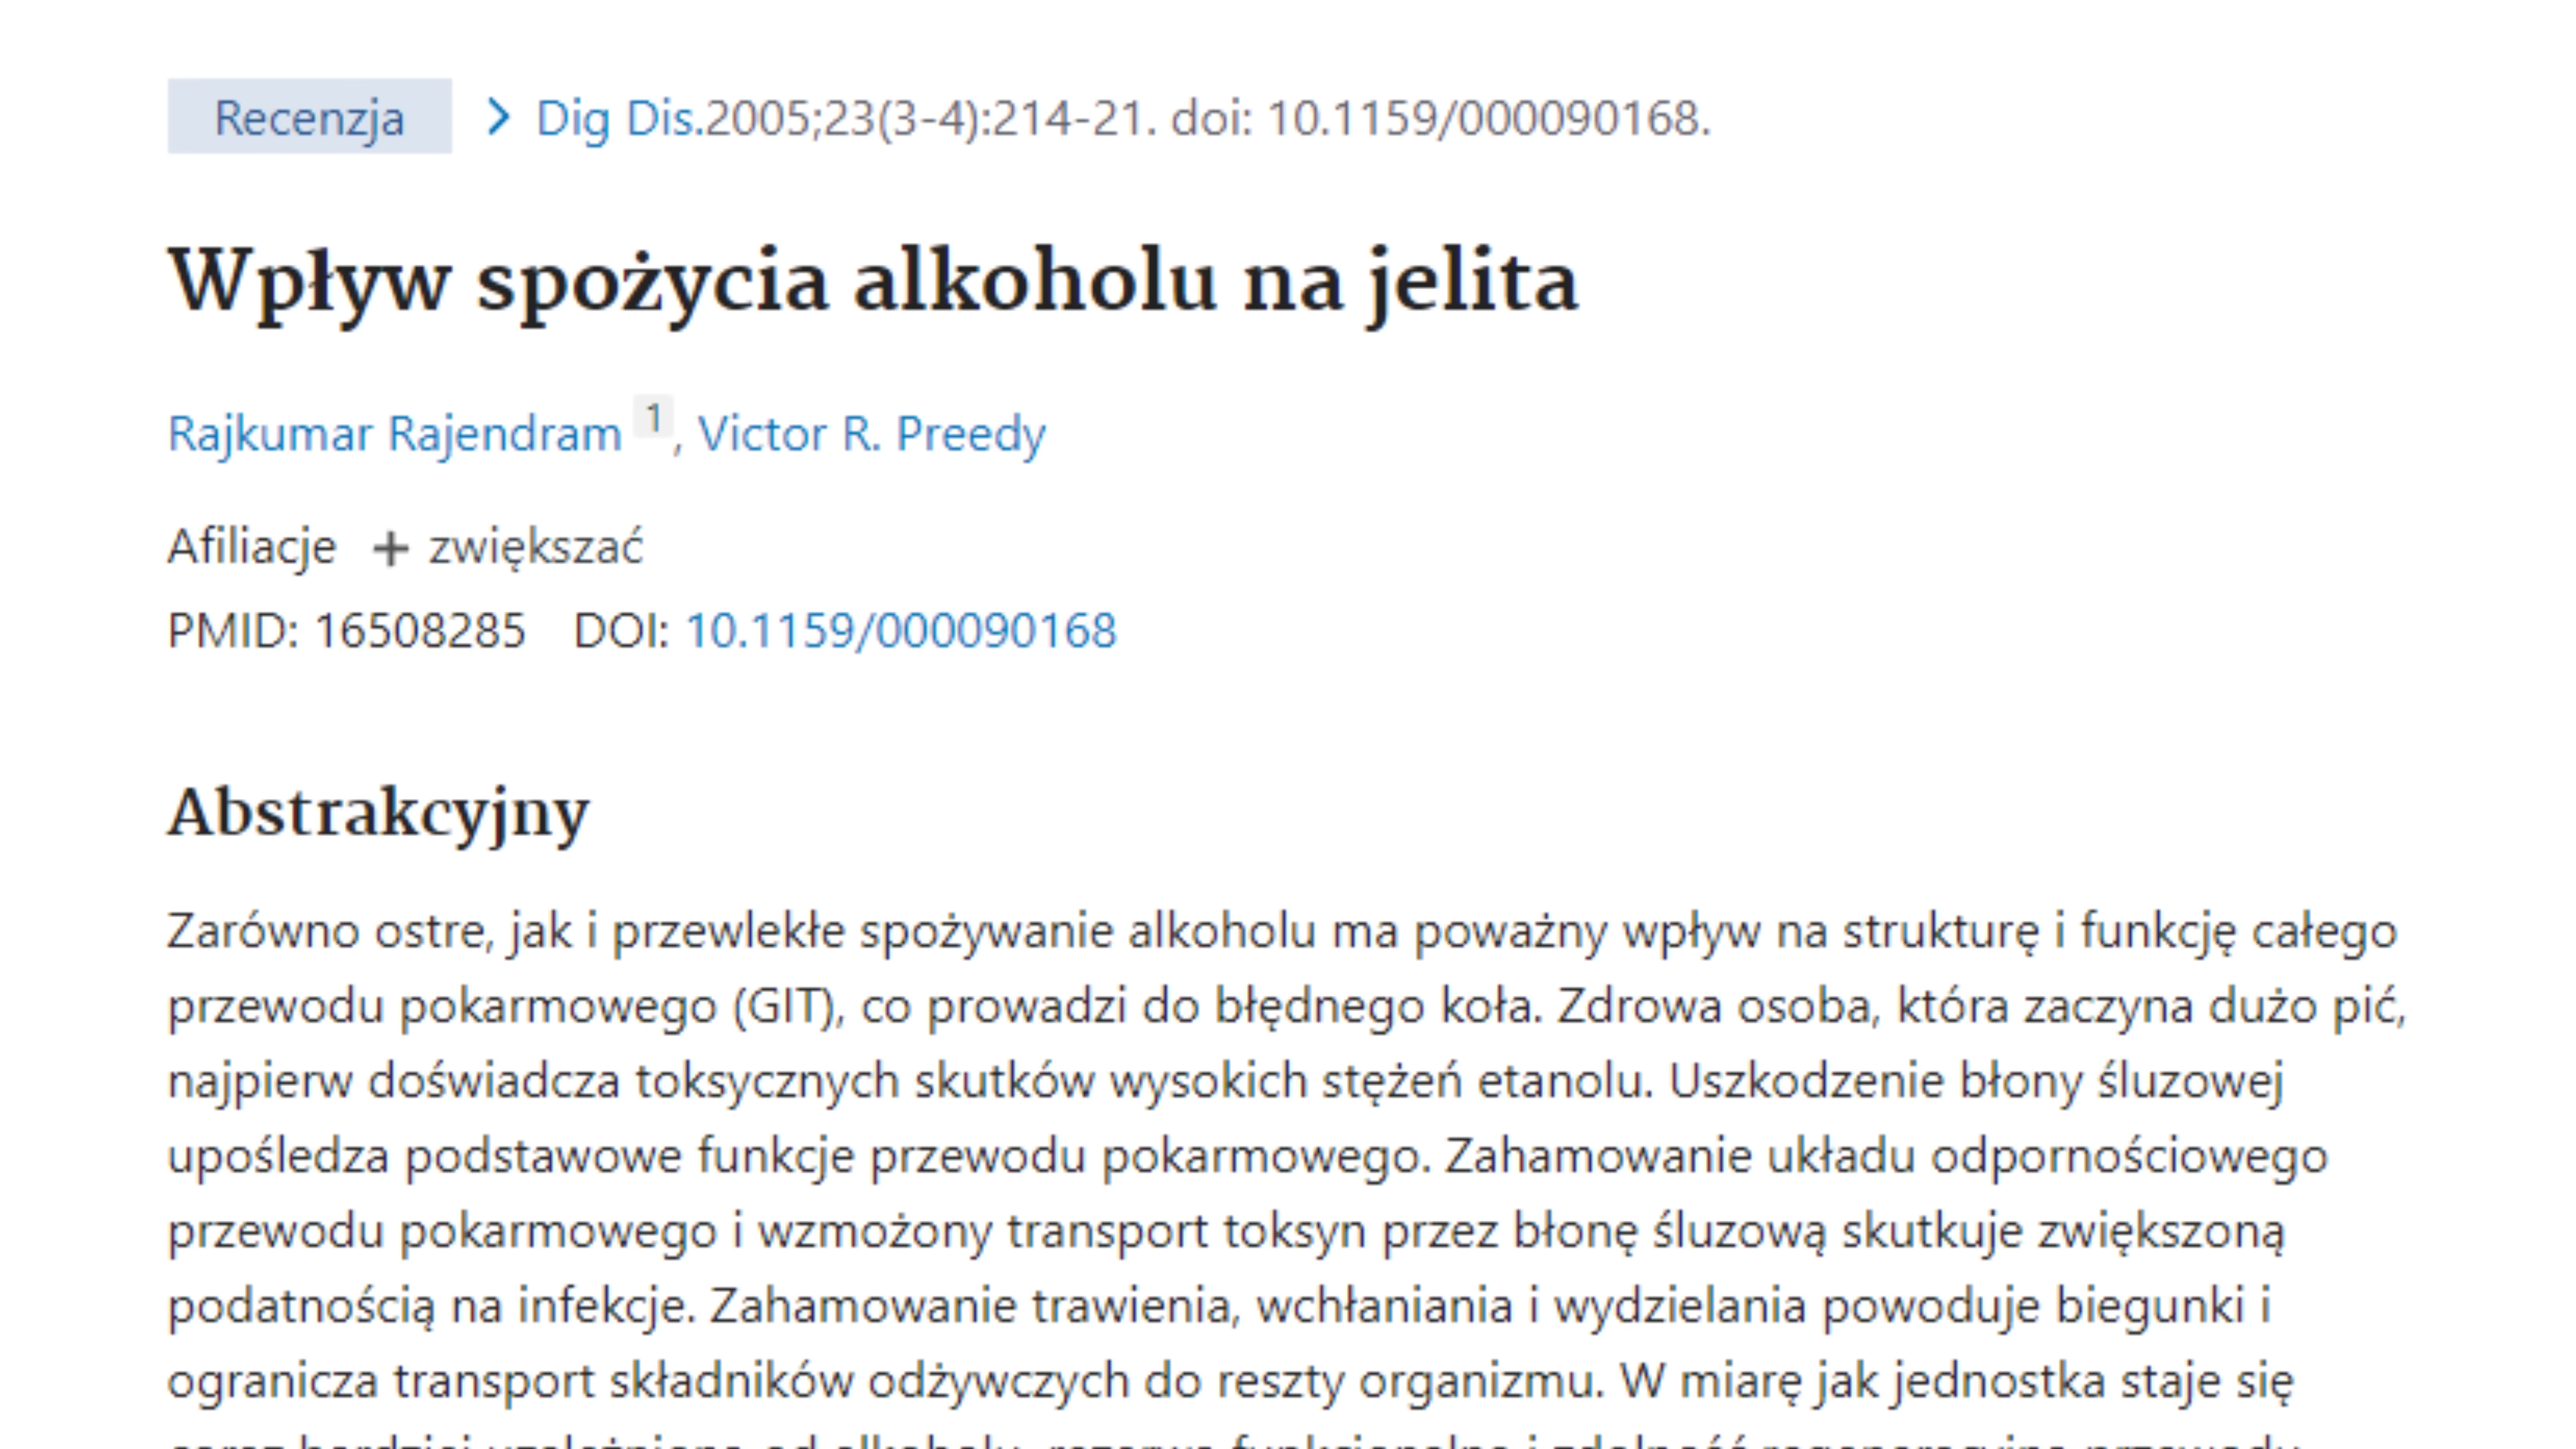 Recenzja > Dig Dis.2005;23(3-4):214-21. doi: 10.1159/000090168.
Wpływ spożycia alkoholu na jelita
Rajkumar Rajendram 1, Victor R. Preedy
Afiliacje + zwiększać
PMID: 16508285 DOI: 10.1159/000090168
Abstrakcyjny
Zarówno ostre, jak i przewlekłe spożywanie alkoholu ma poważny wpływ na strukturę i funkcję całego
przewodu pokarmowego (GIT), co prowadzi do błędnego koła. Zdrowa osoba, która zaczyna dużo pić,
najpierw doświadcza toksycznych skutków wysokich stężeń etanolu. Uszkodzenie błony śluzowej
upośledza podstawowe funkcje przewodu pokarmowego. Zahamowanie układu odpornościowego
przewodu pokarmowego i wzmożony transport toksyn przez błonę śluzową skutkuje zwiększoną
podatnością na infekcje. Zahamowanie trawienia, wchłaniania i wydzielania powoduje biegunki i
ogranicza transport składników odżywczych do reszty organizmu. W miarę jak jednostka staje się